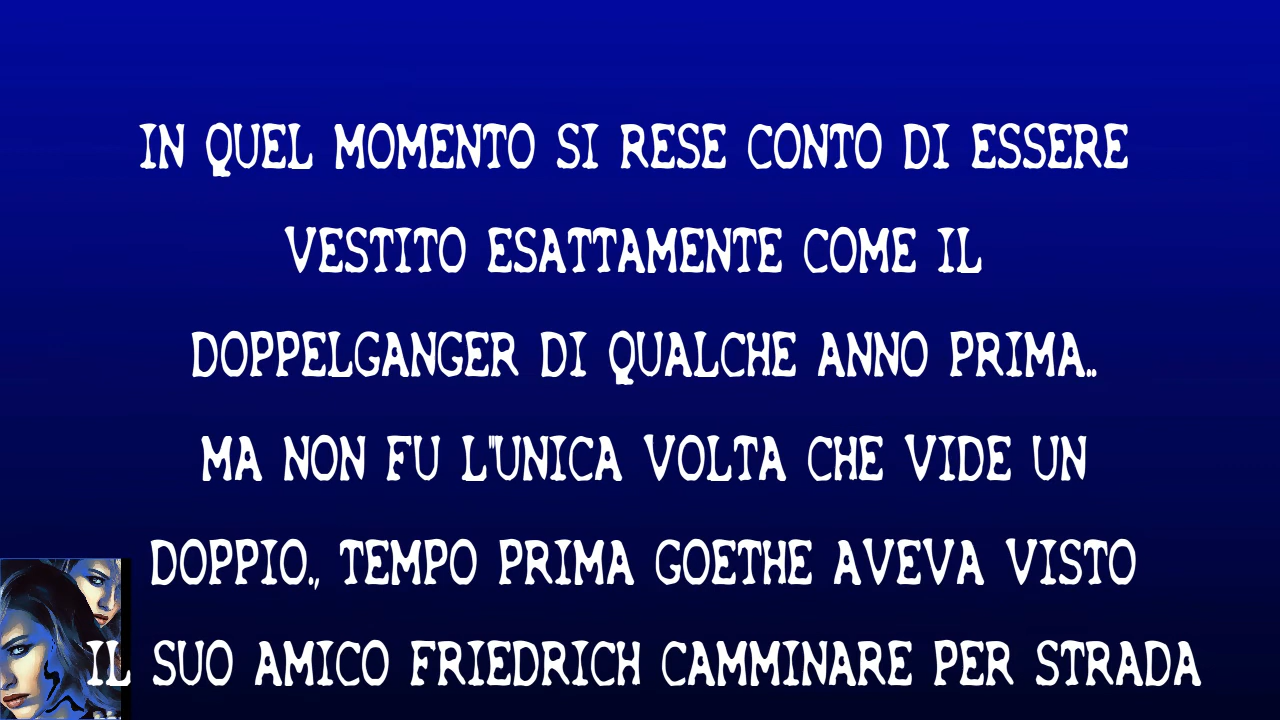 IN QUEL MOMENTO SI RESE CONTO DI ESSERE
VESTITO ESATTAMENTE COME IL
DOPPELGANGER DI QUALCHE ANNO PRIMA..
MA NON FU L"UNICA VOLTA CHE VIDE UN
DOPPIO., TEMPO PRIMA GOETHE AVEVA VISTO
IL SUO AMICO FRIEDRICH CAMMINARE PER STRADA